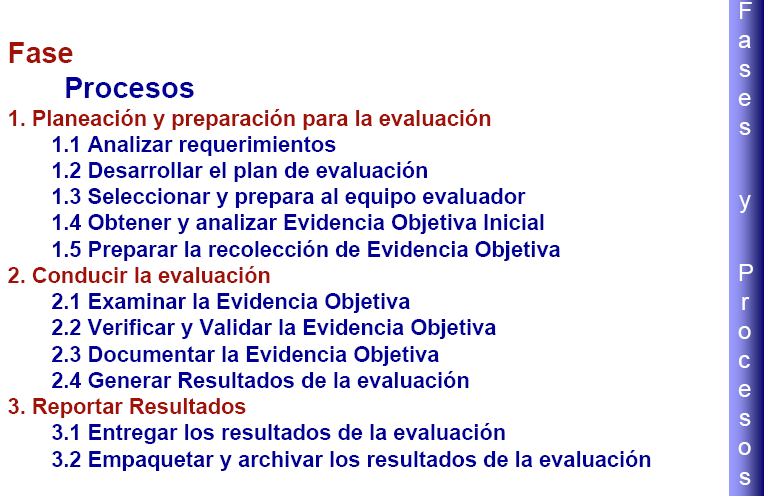 Fase
Procesos
1. Planeación y preparación para la evaluación
1.1 Analizar requerimientos
1.2 Desarrollar el plan de evaluación
1.3 Seleccionar y prepara al equipo evaluador
1.4 Obtener y analizar Evidencia Objetiva Inicial
1.5 Preparar la recolección de Evidencia Objetiva
2. Conducir la evaluación
2.1 Examinar la Evidencia Objetiva
2.2 Verificar y Validar la Evidencia Objetiva
2.3 Documentar la Evidencia Objetiva
2.4 Generar Resultados de la evaluación
3. Reportar Resultados
3.1 Entregar los resultados de la evaluación
3.2 Empaquetar y archivar los resultados de la evaluación
Fases y Procesos